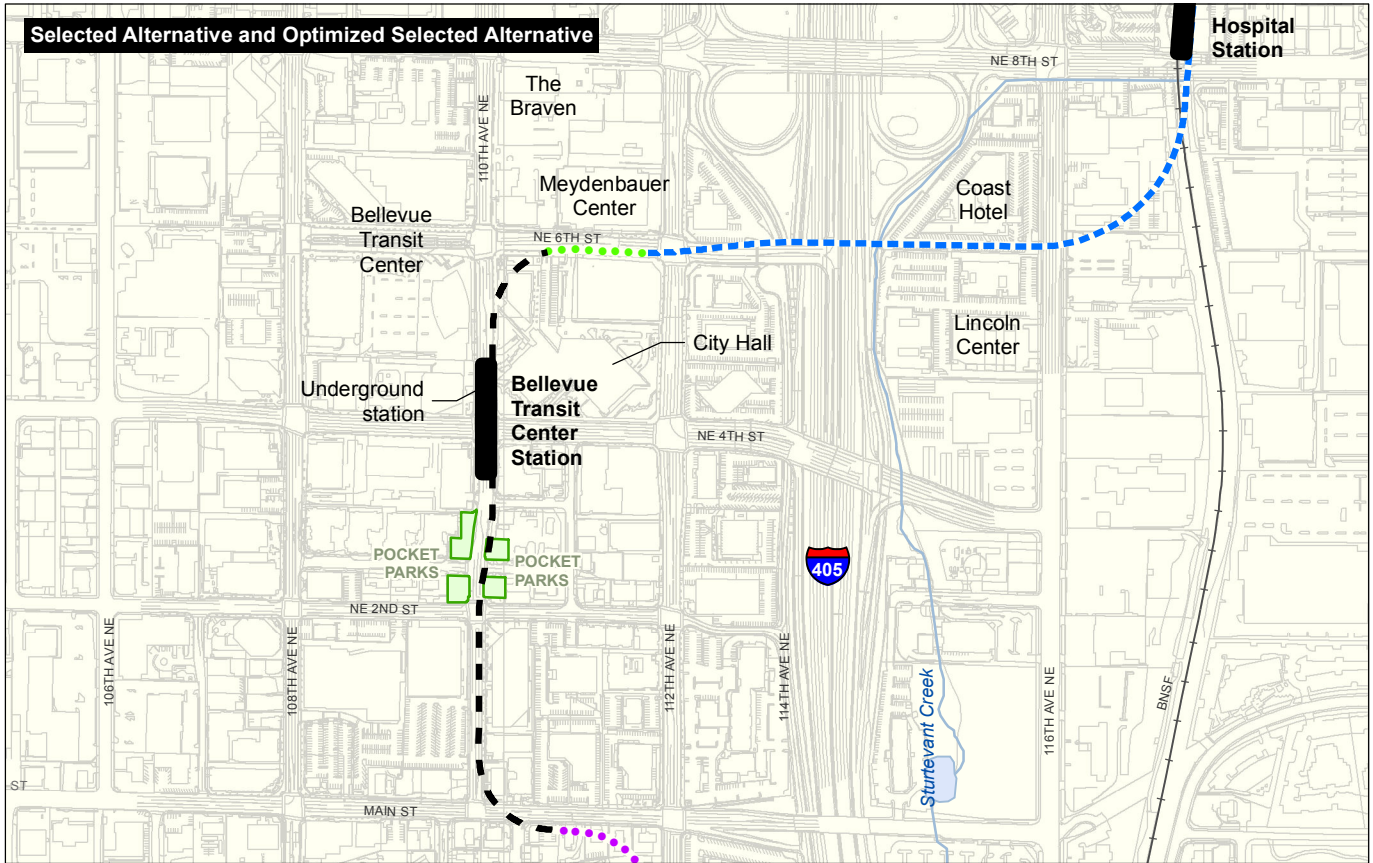 Selected Alternative and Optimized Selected Alternative
Hospital
Station
NE 8TH ST
The
Braven
110TH AVE NE
Meydenbauer
Center
Coast
Hotel
Bellevue
Transit
Center
NE 6TH ST
City Hall
Lincoln
Center
Underground
station
Bellevue
Transit
Center
Station
NE 4TH ST
POCKET
PARKS
POCKET
PARKS
405
NE 2ND ST
106TH AVE NE
108TH AVE NE
112TH AVE NE
114TH AVE NE
116TH AVE NE
BNSF
Sturtevant Creek
ST
MAIN ST